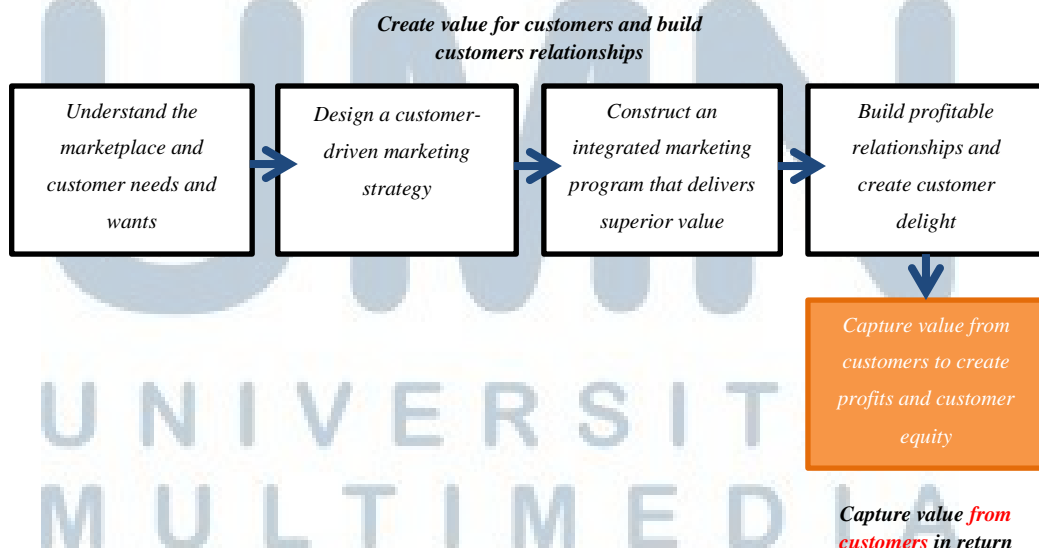 Create value for customers and build
customers relationships
Understand the
marketplace and
customer needs and
wants
Design a customer-
driven marketing
strategy
Construct an
integrated marketing
program that delivers
superior value
Build profitable
relationships and
create customer
delight
Capture value from
customers to create
profits and customer
equity
Capture value from
customers in return
UMN
UNIVERSIT
MULTIMEDIA